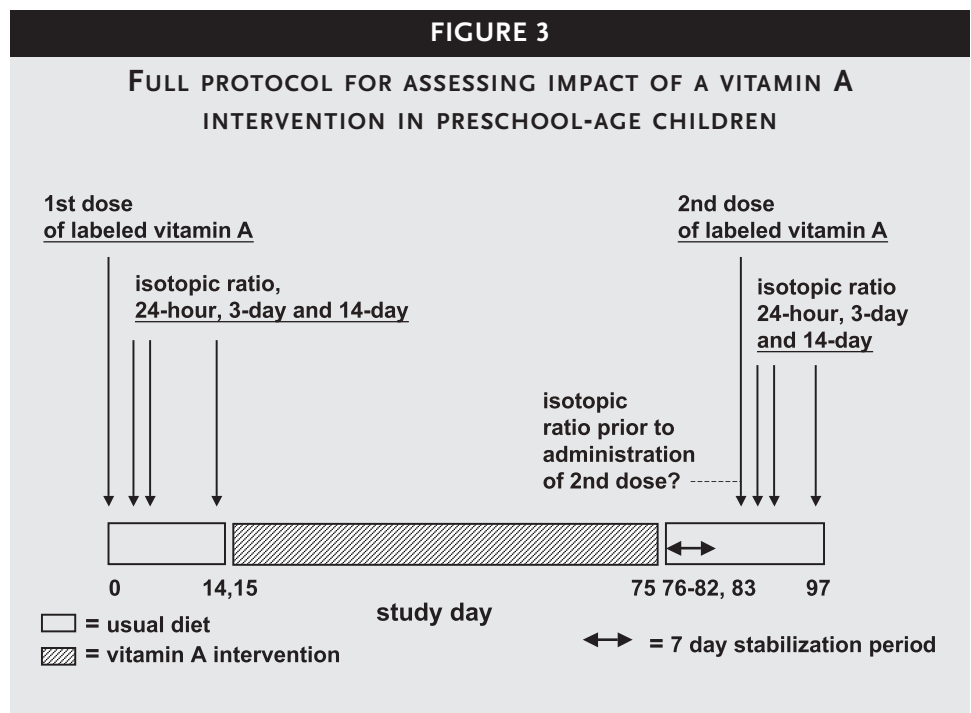 FIGURE 3
FULL PROTOCOL FOR ASSESSING IMPACT OF A VITAMIN A
INTERVENTION IN PRESCHOOL-AGE CHILDREN
1st dose
of labeled vitamin A
isotopic ratio,
24-hour, 3-day and 14-day
2nd dose
of labeled vitamin A
isotopic ratio
24-hour, 3-day
and 14-day
isotopic
ratio prior to
administration
of 2nd dose?
0 14,15 75 76-82, 83 97
study day
= usual diet
= vitamin A intervention
= 7 day stabilization period